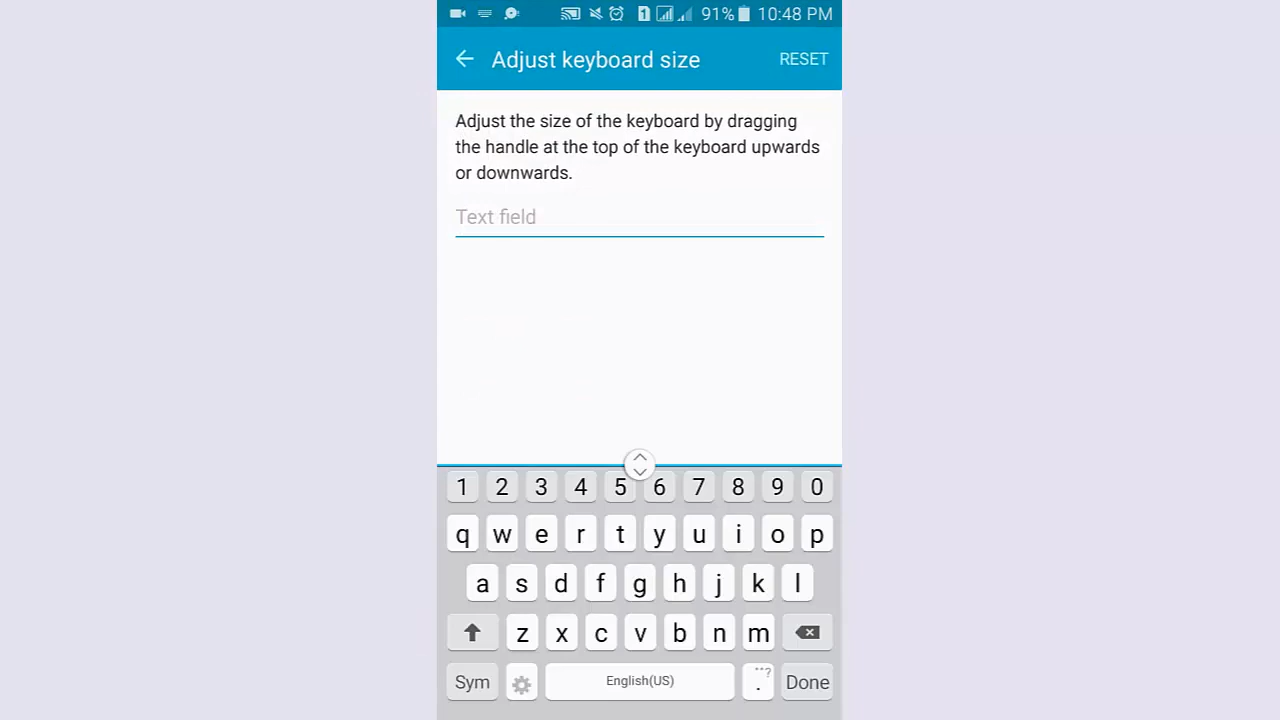 1 91% 10:48 PM
Adjust keyboard size RESET
Adjust the size of the keyboard by dragging
the handle at the top of the keyboard upwards
or downwards.
Text field
1 2 3 4 5 6 7 8 9 0
q w e r t y u i o p
a s d f g h j k l
z x c v b n m
Sym English(US) . Done